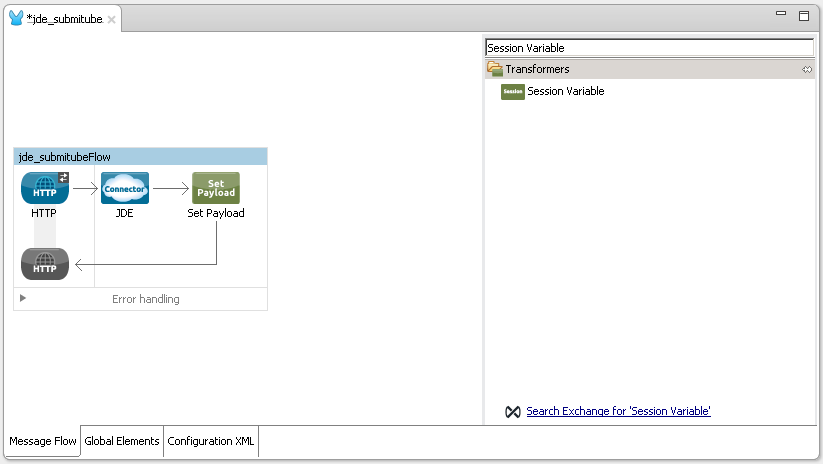 *jde_submitube.
Session Variable
Transformers
Session
Session Variable
jde_submitubeFlow
HTTP
Connector
Set
Payload
HTTP
JDE
Set Payload
HTTP
Error handling
Search Exchange for 'Session Variable'
Message Flow
Global Elements
Configuration XML